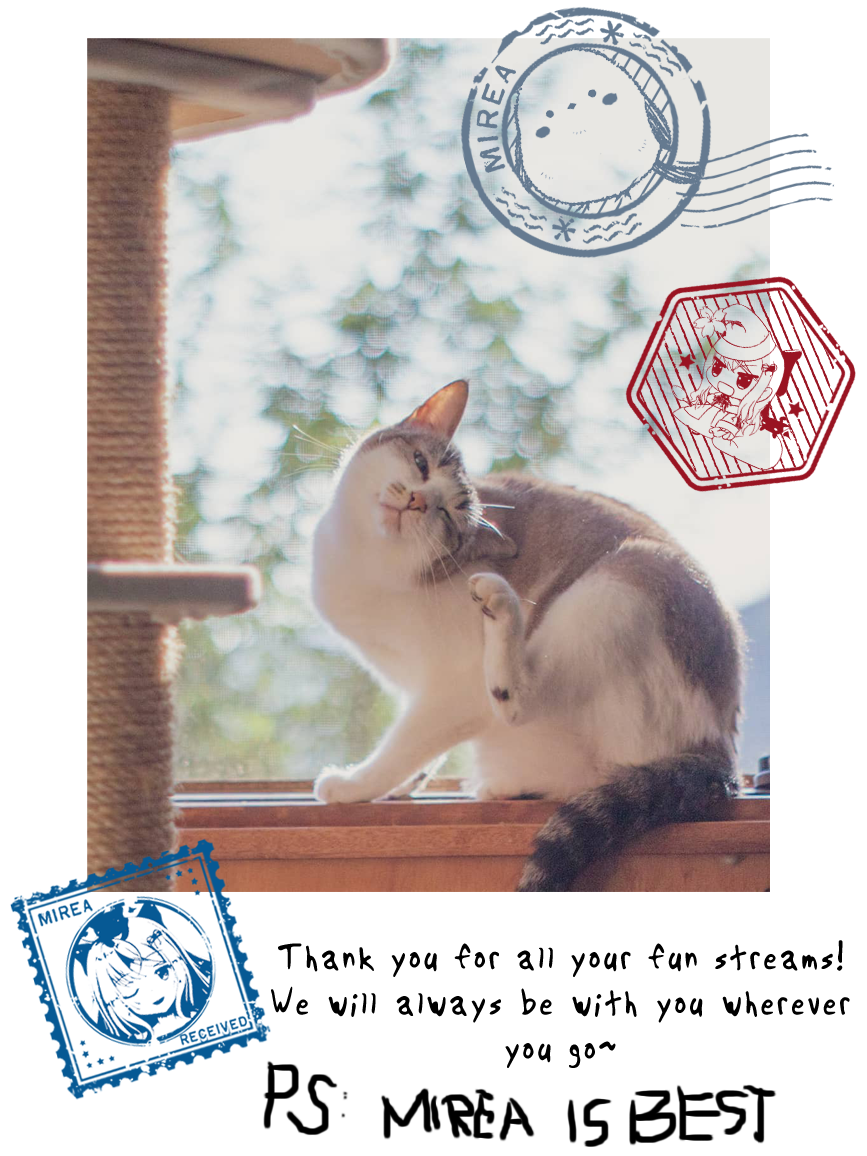 MIREA
MIREA
RECEIVED
Thank you for all your fun streams!
We will always be with you wherever
you go~
PS: MIREA IS BEST